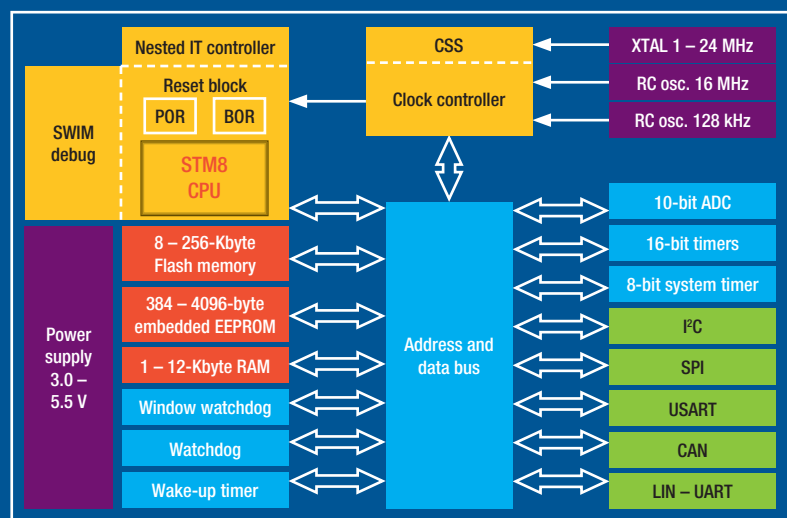 Nested IT controller
Reset block
POR
BOR
SWIM
debug
STM8
CPU
CSS
Clock controller
XTAL 1 – 24 MHz
RC osc. 16 MHz
RC osc. 128 kHz
Power
supply
3.0 –
5.5 V
8 – 256-Kbyte
Flash memory
384 – 4096-byte
embedded EEPROM
1 – 12-Kbyte RAM
Window watchdog
Watchdog
Wake-up timer
Address and
data bus
10-bit ADC
16-bit timers
8-bit system timer
I²C
SPI
USART
CAN
LIN – UART